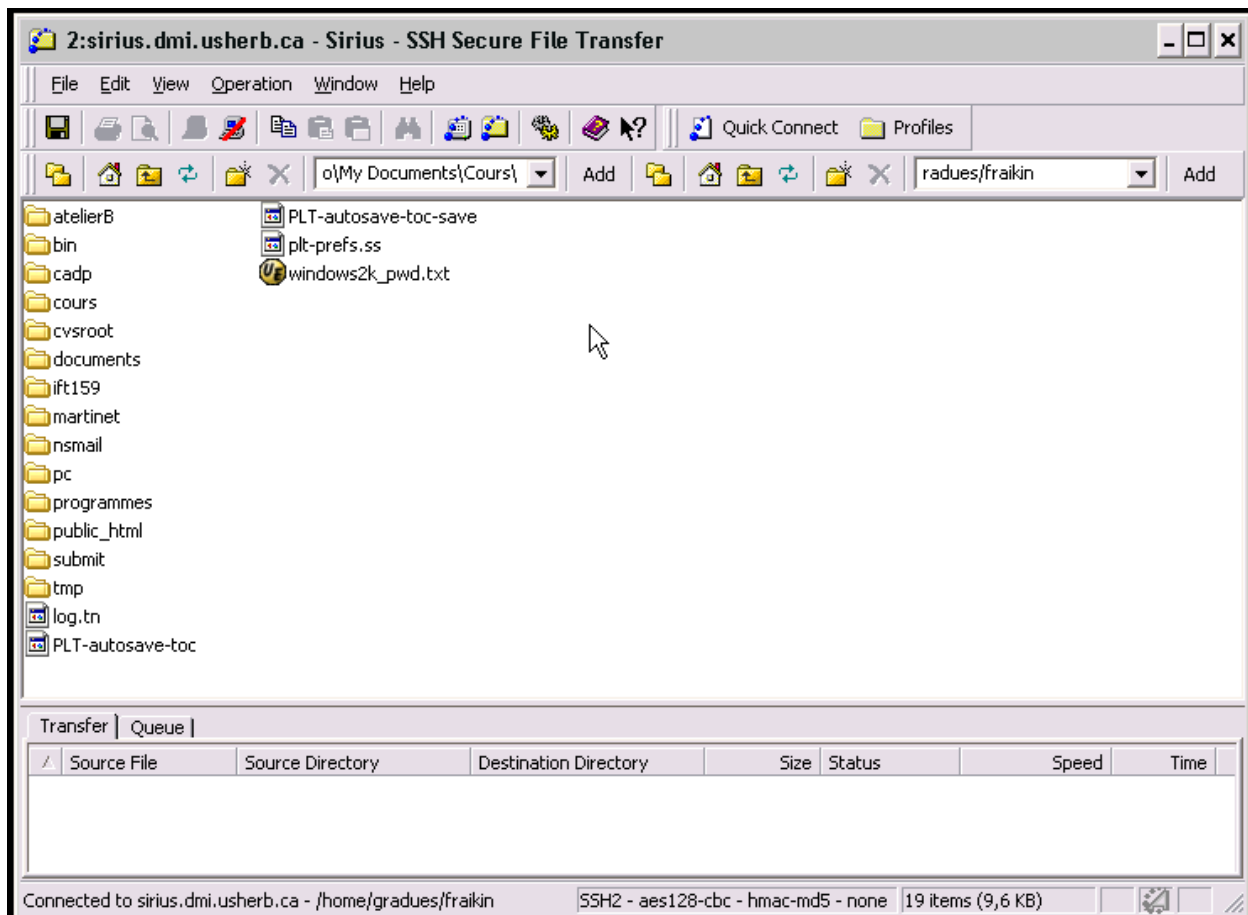 2:sirius.dmi.usherb.ca - Sirius - SSH Secure File Transfer
File Edit View Operation Window Help
Quick Connect Profiles
o\My Documents\Cours\ Add radues/fraikin Add
atelierB PLT-autosave-toc-save
bin plt-prefs.ss
cadp windows2k_pwd.txt
cours
cvsroot
documents
ift159
martinet
nsmail
pc
programmes
public_html
submit
tmp
log.tn
PLT-autosave-toc
Transfer Queue
/ Source File Source Directory Destination Directory Size Status Speed Time
Connected to sirius.dmi.usherb.ca - /home/gradues/fraikin SSH2 - aes128-cbc - hmac-md5 - none 19 items (9,6 KB)